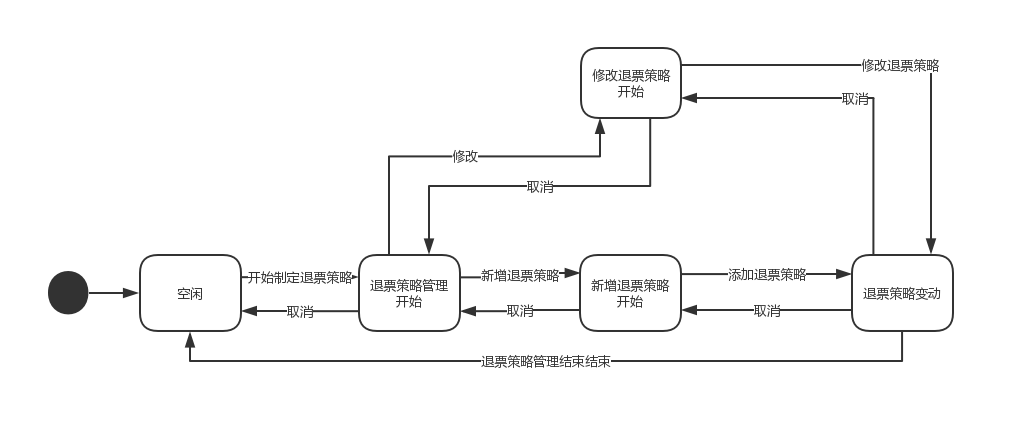 修改退票策略
开始
修改退票策略
取消
修改
取消
空闲
开始制定退票策略
取消
退票策略管理
开始
新增退票策略
取消
新增退票策略
开始
添加退票策略
取消
退票策略变动
退票策略管理结束结束